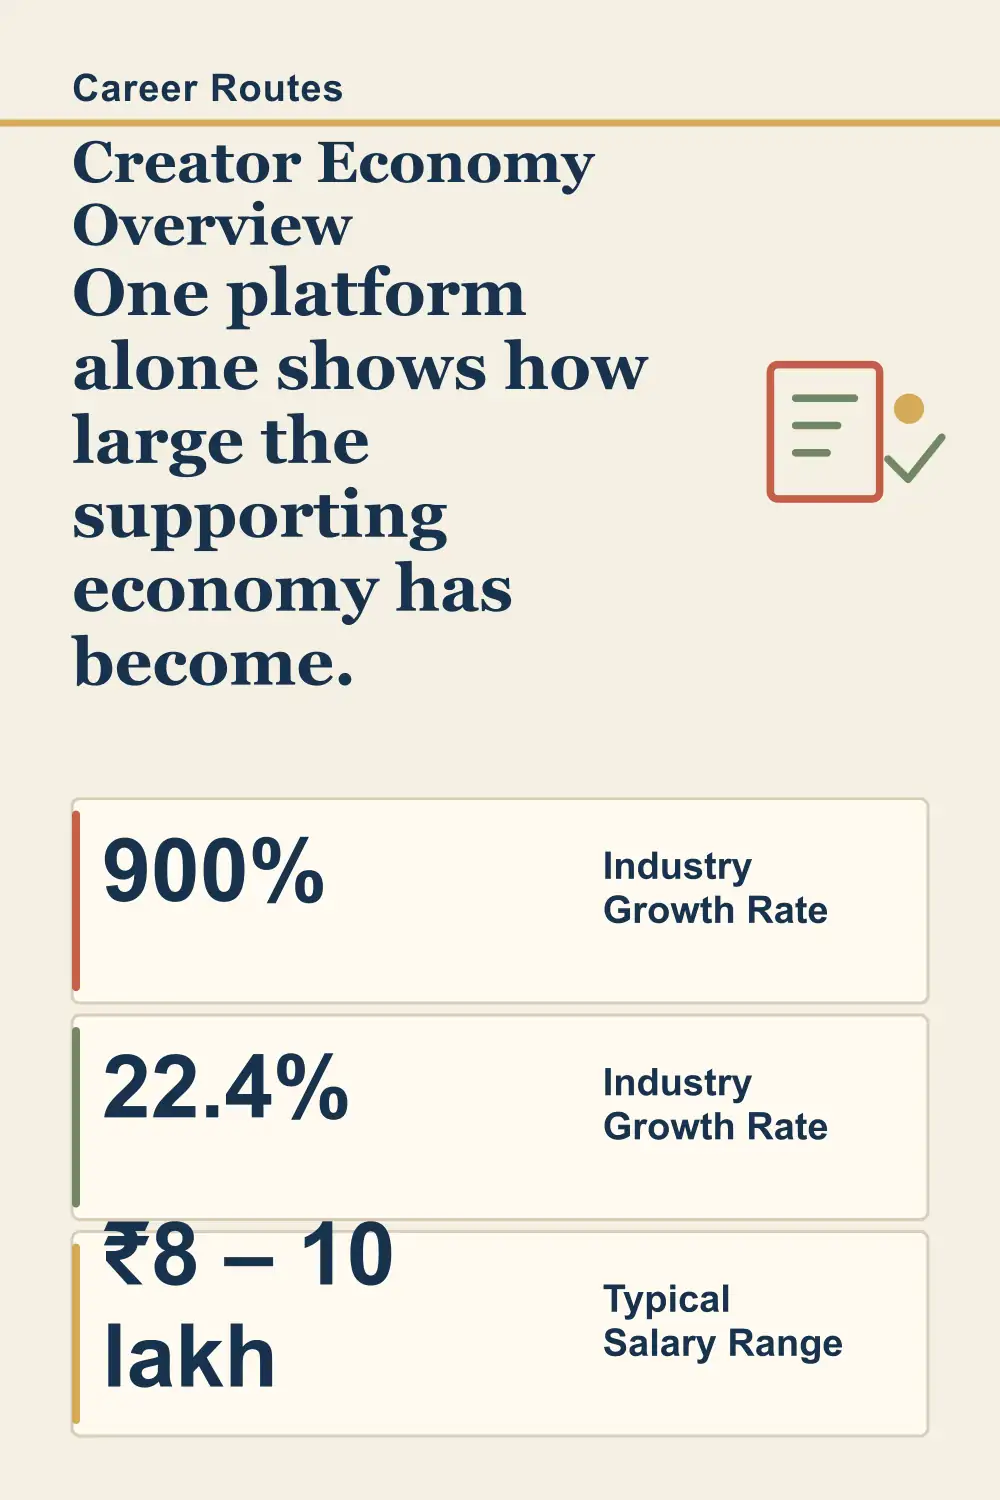 Career Routes
Creator Economy
Overview
One platform
alone shows how
large the
supporting
economy has
become.
900%
Industry
Growth Rate
22.4%
Industry
Growth Rate
₹8 – 10
lakh
Typical
Salary Range